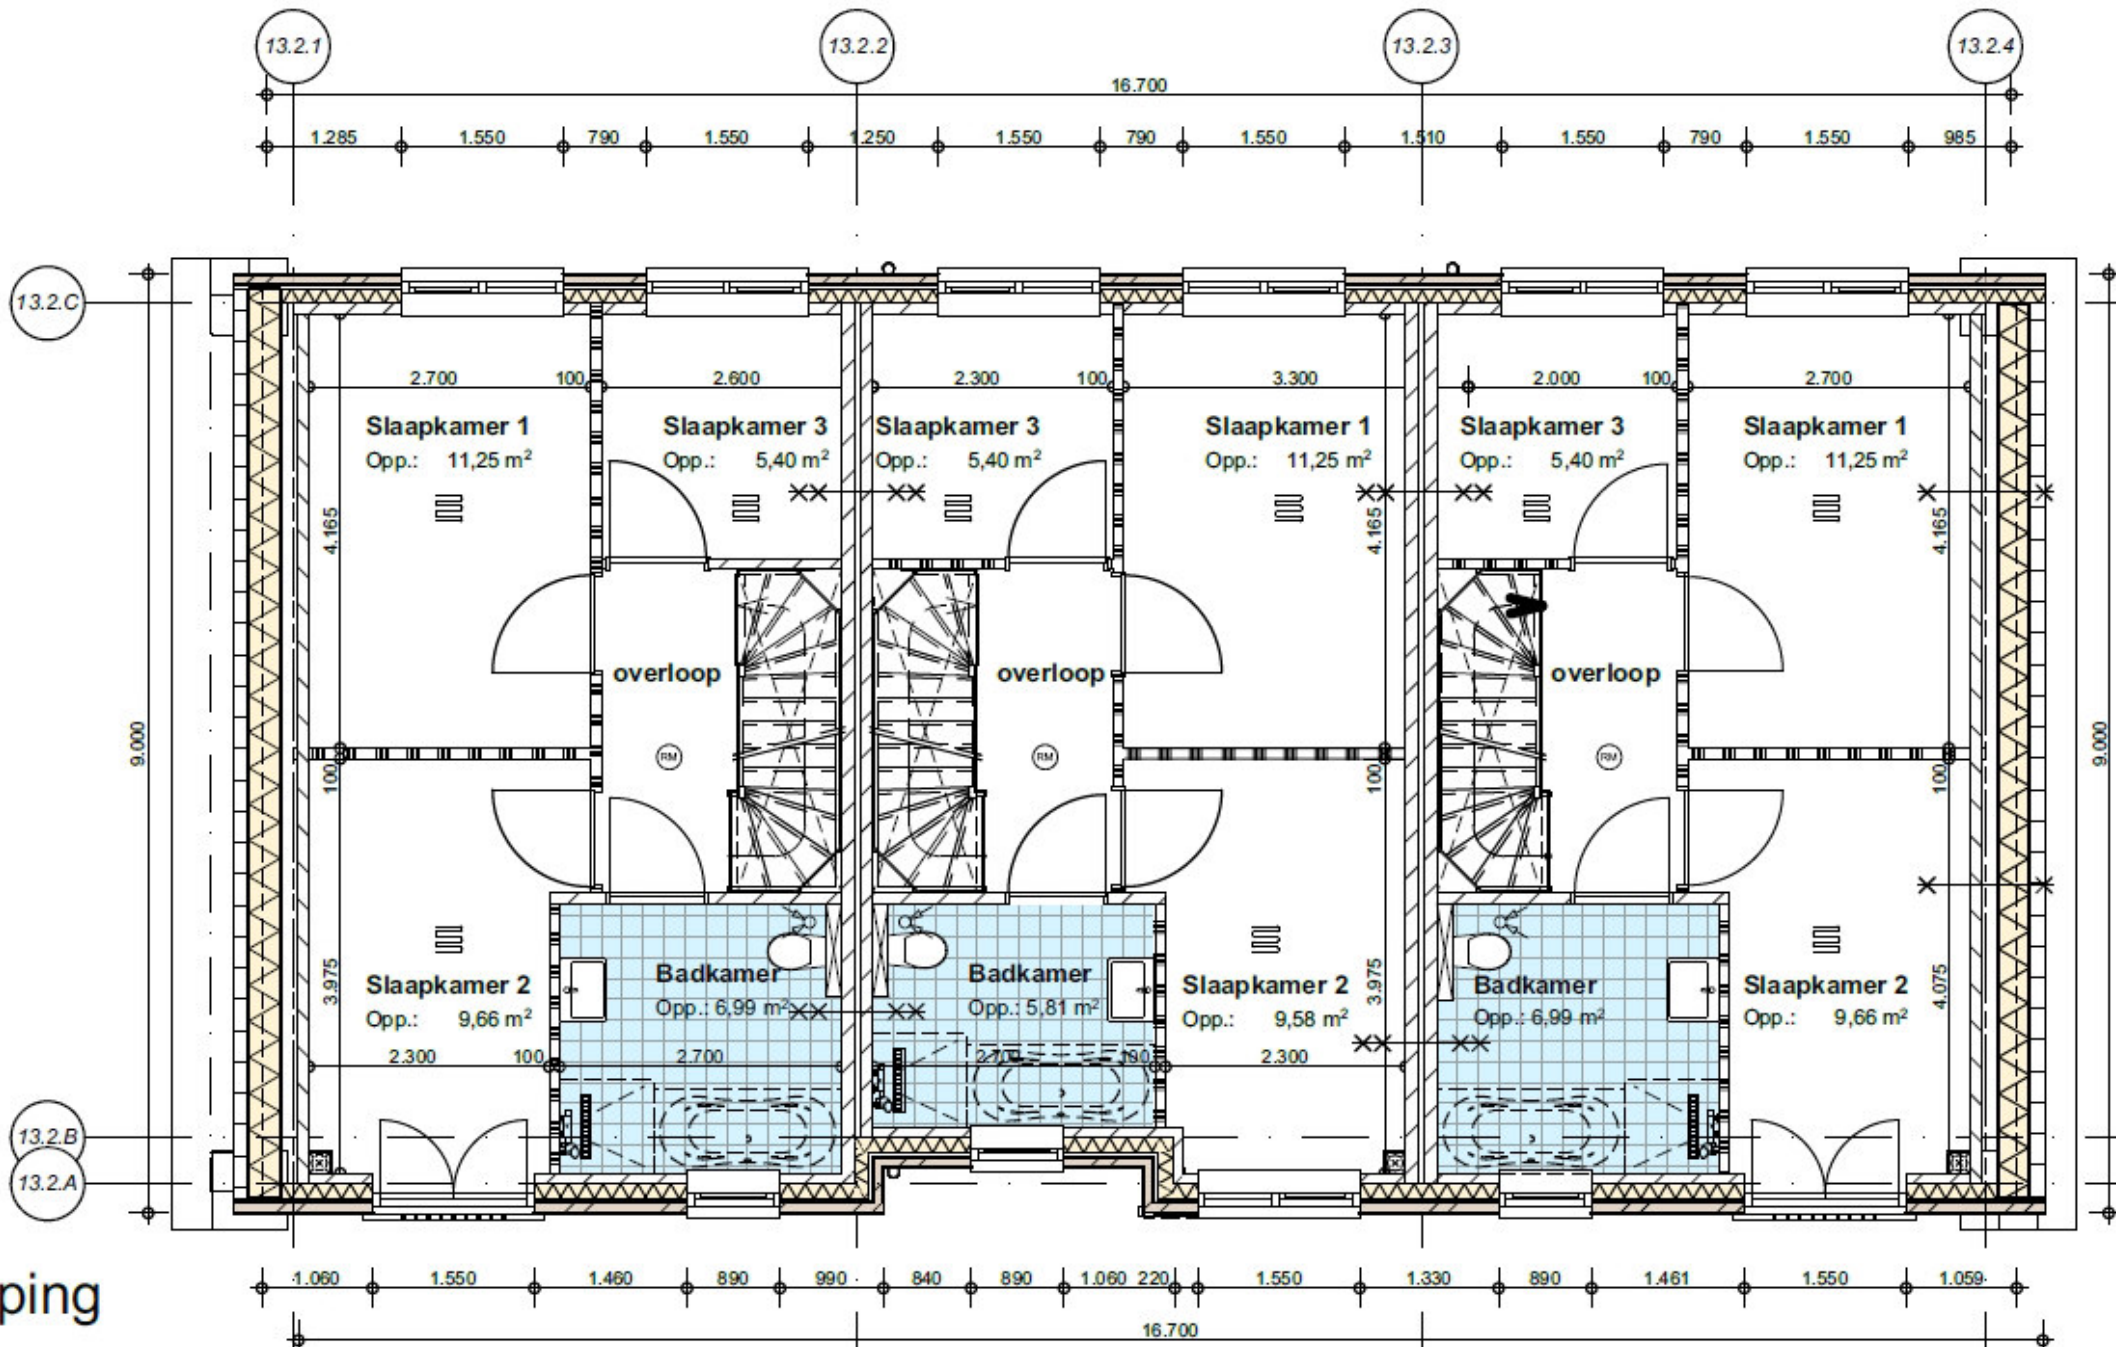 13.2.1 13.2.2 13.2.3 13.2.4
16.700
1.285 1.550 790 1.550 1.250 1.550 790 1.550 1.510 1.550 790 1.550 985
13.2.C
2.700 100 2.600 2.300 100 3.300 2.000 100 2.700
Slaapkamer 1 Slaapkamer 3 Slaapkamer 3 Slaapkamer 1 Slaapkamer 3 Slaapkamer 1
Opp.: 11,25 m² Opp.: 5,40 m² Opp.: 5,40 m² Opp.: 11,25 m² Opp.: 5,40 m² Opp.: 11,25 m²
4.165 4.165 4.165
overloop overloop overloop
9.000 9.000
RM RM RM
100 100 100
Badkamer Badkamer Badkamer
Slaapkamer 2 Slaapkamer 2 Slaapkamer 2
3.975 3.975 4.075
Opp.: 6,99 m² Opp.: 5,81 m² Opp.: 6,99 m²
Opp.: 9,66 m² Opp.: 9,58 m² Opp.: 9,66 m²
2.300 100 2.700 2.700 100 2.300
13.2.B
13.2.A
1.060 1.550 1.460 890 990 840 890 1.060 220 1.550 1.330 890 1.461 1.550 1.059
ping
16.700